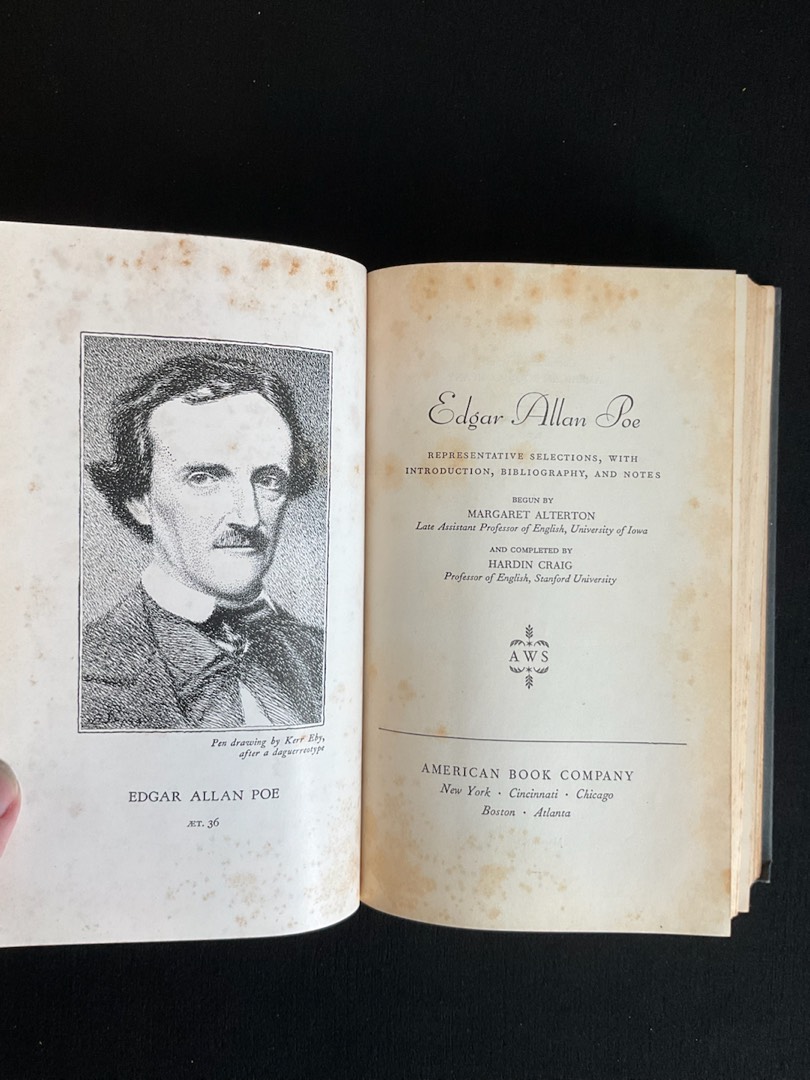 Pen drawing by Kerr Eby,
after a daguerreotype
EDGAR ALLAN POE
ÆT. 36
Edgar Allan Poe
REPRESENTATIVE SELECTIONS, WITH
INTRODUCTION, BIBLIOGRAPHY, AND NOTES
BEGUN BY
MARGARET ALTERTON
Late Assistant Professor of English, University of Iowa
AND COMPLETED BY
HARDIN CRAIG
Professor of English, Stanford University
AWS
AMERICAN BOOK COMPANY
New York · Cincinnati · Chicago
Boston · Atlanta